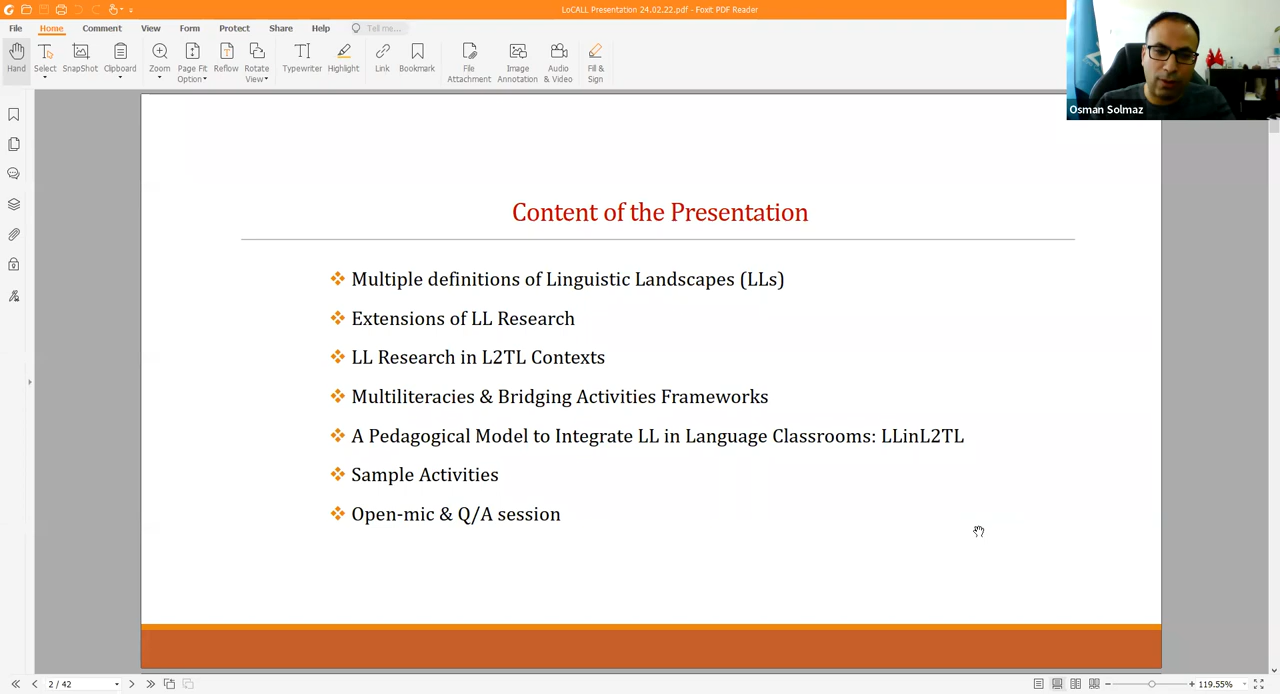 LoCALL Presentation 24.02.22.pdf - Foxit PDF Reader
File Home Comment View Form Protect Share Help Tell me...
Hand Select SnapShot Clipboard Zoom Page Fit Option Reflow Rotate View Typewriter Highlight Link Bookmark File Attachment Image Annotation Audio & Video Fill & Sign
Osman Solmaz
Content of the Presentation
Multiple definitions of Linguistic Landscapes (LLs)
Extensions of LL Research
LL Research in L2TL Contexts
Multiliteracies & Bridging Activities Frameworks
A Pedagogical Model to Integrate LL in Language Classrooms: LLinL2TL
Sample Activities
Open-mic & Q/A session
2 / 42
119.55%